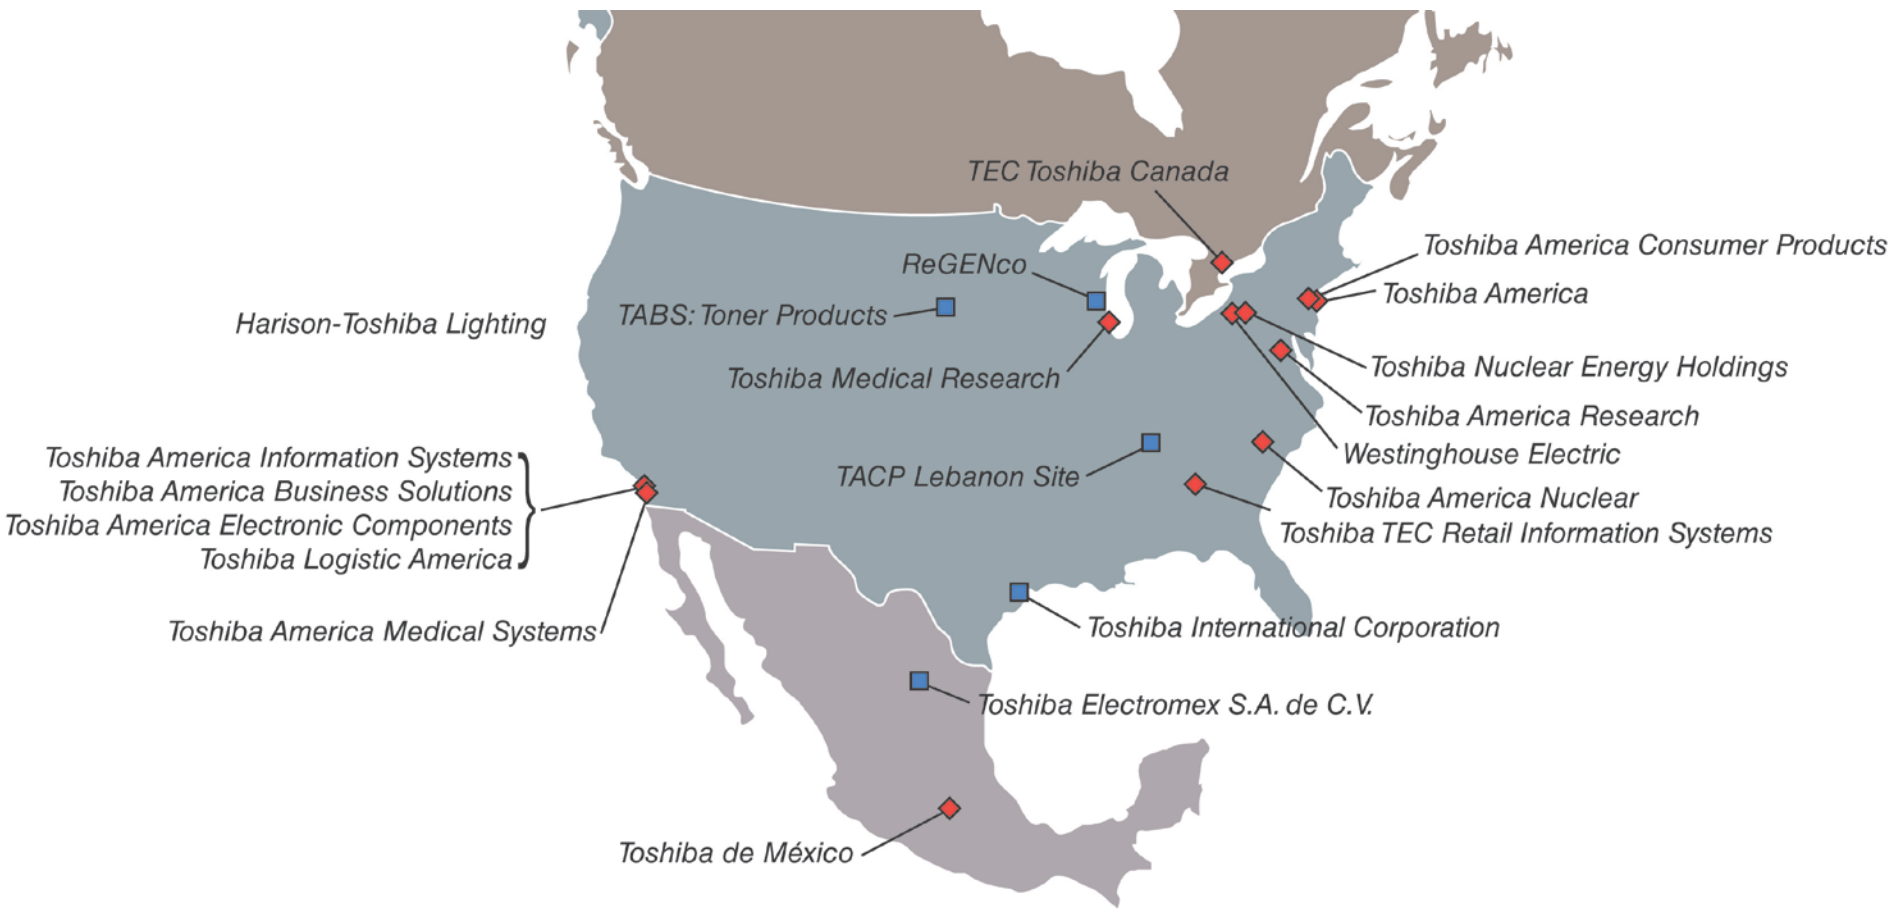 TEC Toshiba Canada
Toshiba America Consumer Products
ReGENco
Toshiba America
TABS: Toner Products
Harison-Toshiba Lighting
Toshiba Medical Research
Toshiba Nuclear Energy Holdings
Toshiba America Research
Westinghouse Electric
Toshiba America Information Systems
Toshiba America Business Solutions
Toshiba America Electronic Components
Toshiba Logistic America
TACP Lebanon Site
Toshiba America Nuclear
Toshiba TEC Retail Information Systems
Toshiba America Medical Systems
Toshiba International Corporation
Toshiba Electromex S.A. de C.V.
Toshiba de México